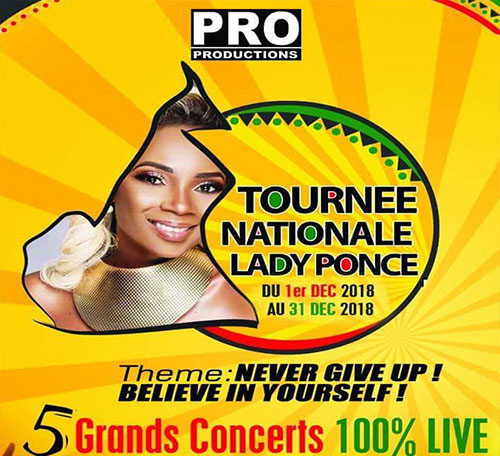 PRO
PRODUCTIONS
TOURNEE
NATIONALE
LADY PONCE
DU 1er DEC 2018
AU 31 DEC 2018
Theme: NEVER GIVE UP !
BELIEVE IN YOURSELF !
5 Grands Concerts 100% LIVE